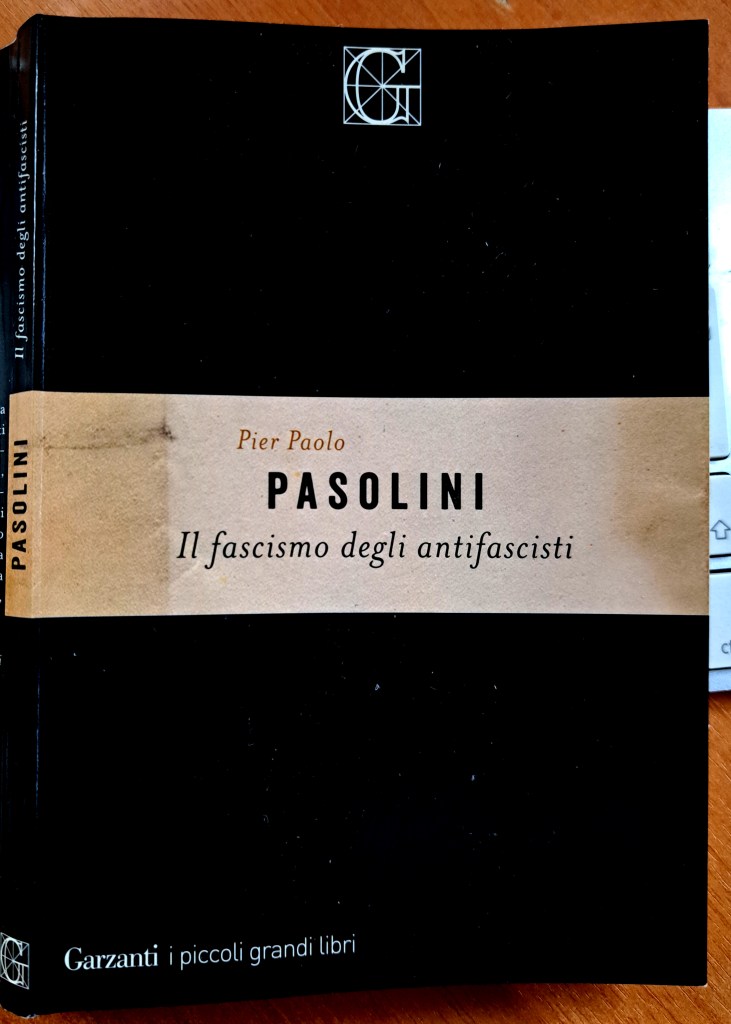 G
Pier Paolo
PASOLINI
Il fascismo degli antifascisti
Garzanti i piccoli grandi libri
Il fascismo degli antifascisti
PASOLINI
G